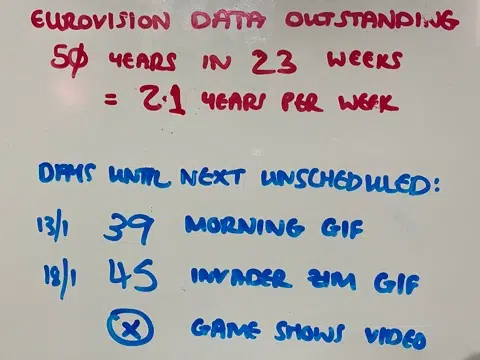 EUROVISION DATA OUTSTANDING
50 YEARS IN 23 WEEKS
= 2.1 YEARS PER WEEK
DAYS UNTIL NEXT UNSCHEDULED:
13/1 39 MORNING GIF
18/1 45 INVADER ZIM GIF
X GAME SHOWS VIDEO